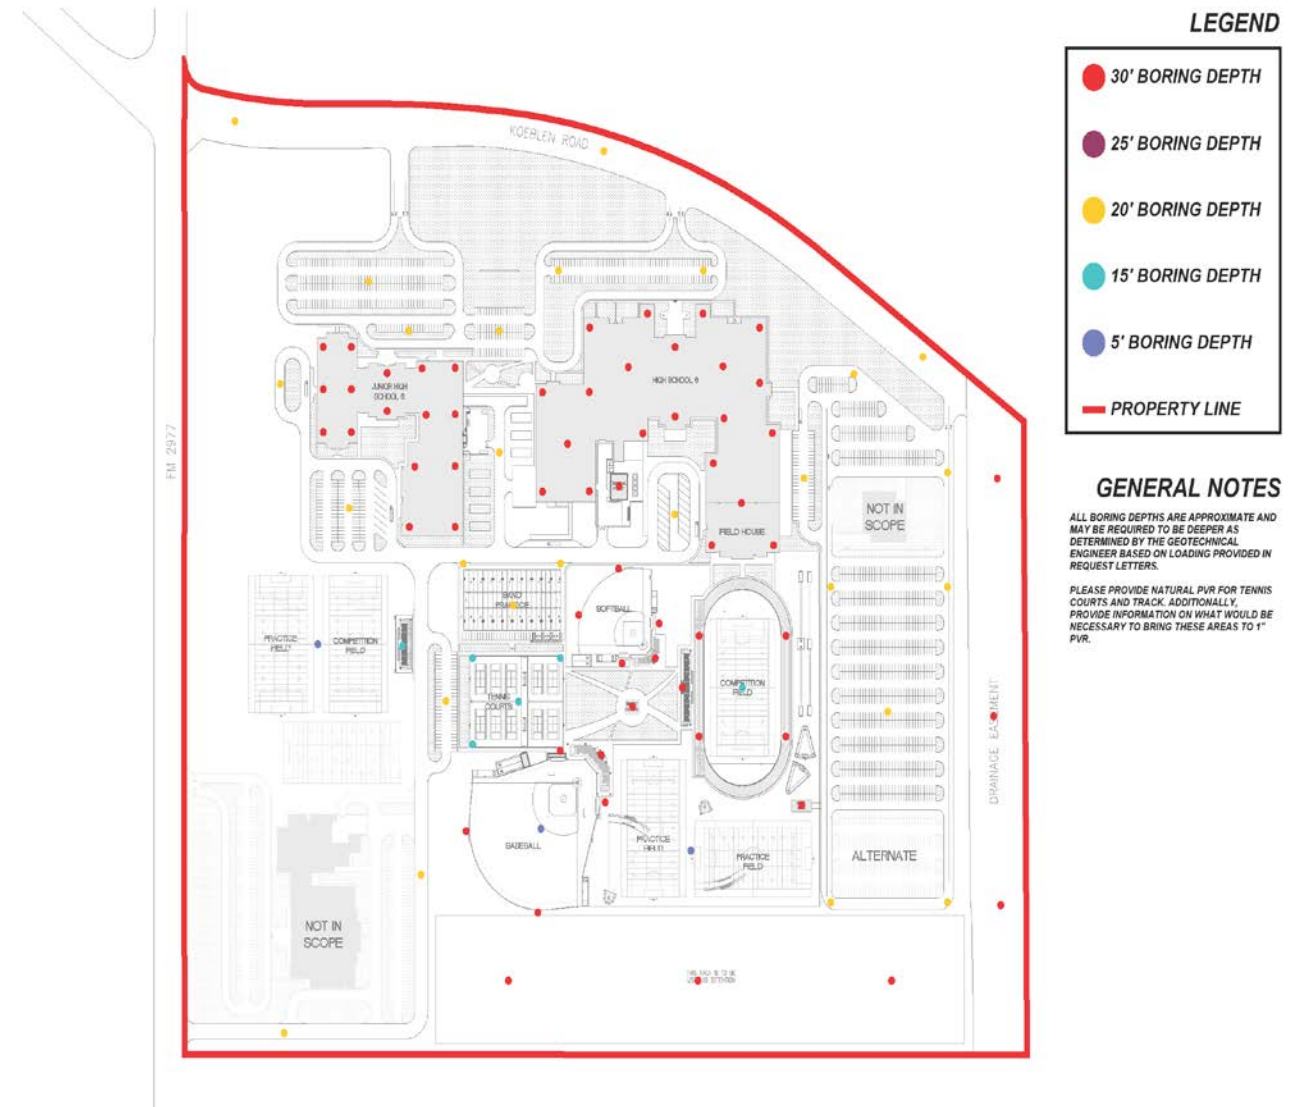 LEGEND
30' BORING DEPTH
25' BORING DEPTH
20' BORING DEPTH
15' BORING DEPTH
5' BORING DEPTH
PROPERTY LINE
GENERAL NOTES
ALL BORING DEPTHS ARE APPROXIMATE AND
MAY BE REQUIRED TO BE DEEPER AS
DETERMINED BY THE GEOTECHNICAL
ENGINEER BASED ON LOADING PROVIDED IN
REQUEST LETTERS.
PLEASE PROVIDE NATURAL PVR FOR TENNIS
COURTS AND TRACK. ADDITIONALLY,
PROVIDE INFORMATION ON WHAT WOULD BE
NECESSARY TO BRING THESE AREAS TO 1"
PVR.
KOEBLEN ROAD
FM 2977
JUNIOR HIGH
SCHOOL 6
HIGH SCHOOL 6
NOT IN
SCOPE
FIELD HOUSE
BAND
PRACTICE
SOFTBALL
PRACTICE
FIELD
COMPETITION
FIELD
TENNIS
COURTS
COMPETITION
FIELD
DRAINAGE EASEMENT
BASEBALL
PRACTICE
FIELD
PRACTICE
FIELD
ALTERNATE
NOT IN
SCOPE